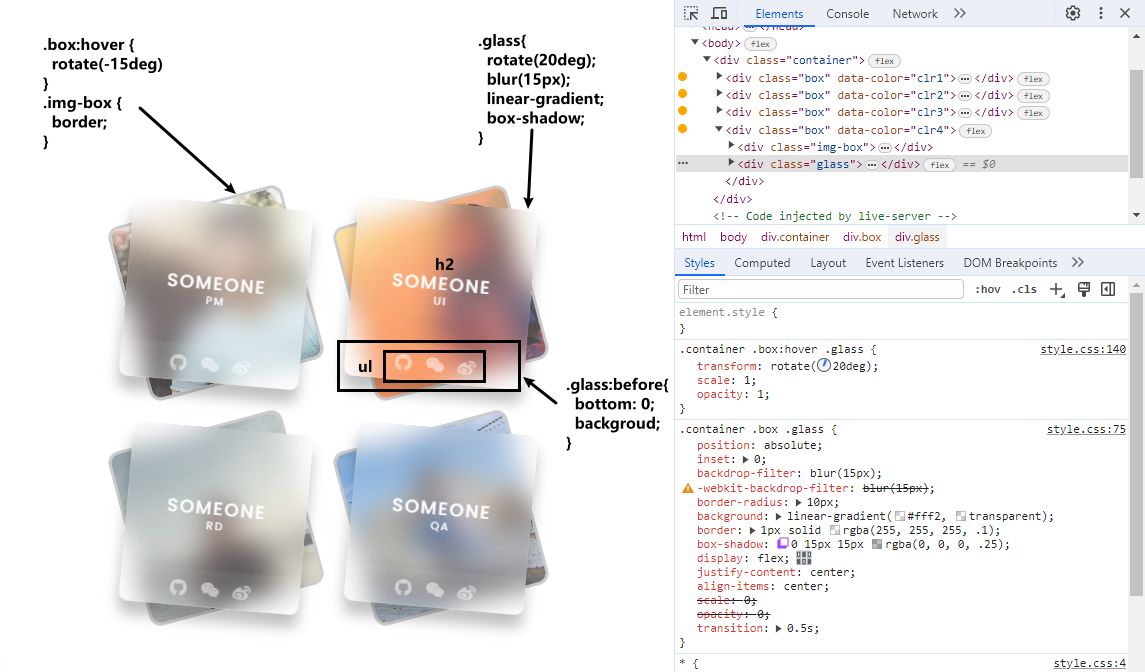 .box:hover {
rotate(-15deg)
}
.img-box {
border;
}
.glass{
rotate(20deg);
blur(15px);
linear-gradient;
box-shadow;
}
SOMEONE
PM
h2
SOMEONE
UI
ul
.glass:before{
bottom: 0;
backgroud;
}
SOMEONE
RD
SOMEONE
QA
Elements Console Network
<body> flex
<div class="container"> flex
<div class="box" data-color="clr1"> … </div> flex
<div class="box" data-color="clr2"> … </div> flex
<div class="box" data-color="clr3"> … </div> flex
<div class="box" data-color="clr4"> flex
<div class="img-box"> … </div>
<div class="glass"> … </div> flex == $0
</div>
</div>
<!-- Code injected by live-server -->
html body div.container div.box div.glass
Styles Computed Layout Event Listeners DOM Breakpoints
Filter :hov .cls
element.style {
}
.container .box:hover .glass { style.css:140
transform: rotate(20deg);
scale: 1;
opacity: 1;
}
.container .box .glass { style.css:75
position: absolute;
inset: 0;
backdrop-filter: blur(15px);
-webkit-backdrop-filter: blur(15px);
border-radius: 10px;
background: linear-gradient(#fff2, transparent);
border: 1px solid rgba(255, 255, 255, .1);
box-shadow: 0 15px 15px rgba(0, 0, 0, .25);
display: flex;
justify-content: center;
align-items: center;
scale: 0;
opacity: 0;
transition: 0.5s;
}
* { style.css:4